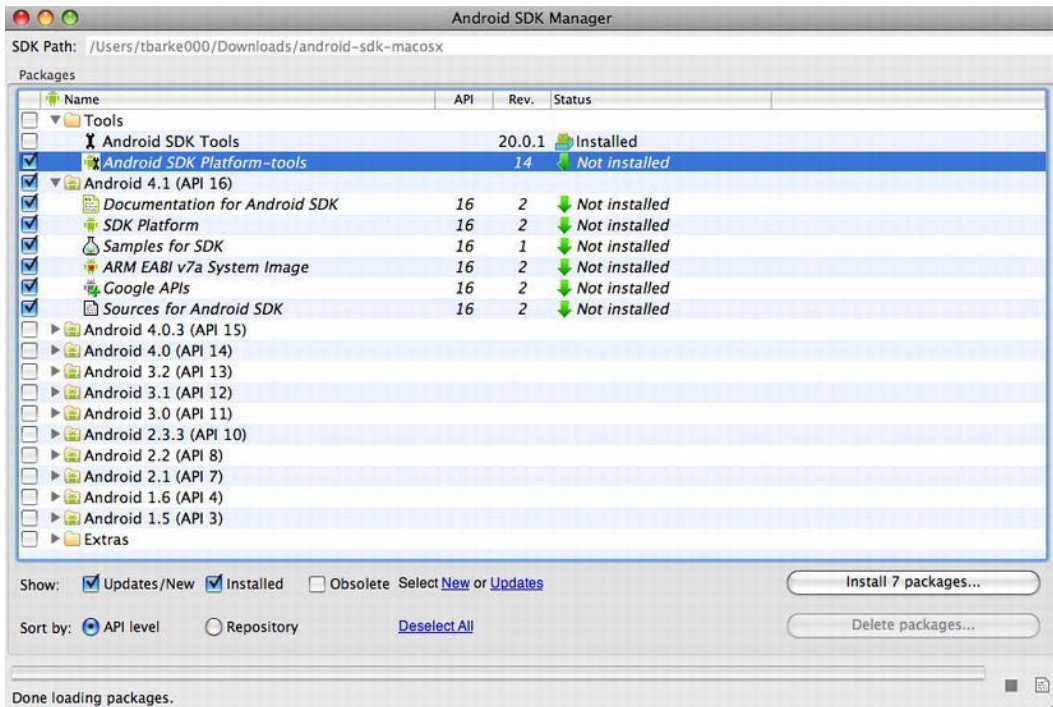 Android SDK Manager
SDK Path: /Users/tbarke000/Downloads/android-sdk-macosx
Packages
Name API Rev. Status
Tools
Android SDK Tools 20.0.1 Installed
Android SDK Platform-tools 14 Not installed
Android 4.1 (API 16)
Documentation for Android SDK 16 2 Not installed
SDK Platform 16 2 Not installed
Samples for SDK 16 1 Not installed
ARM EABI v7a System Image 16 2 Not installed
Google APIs 16 2 Not installed
Sources for Android SDK 16 2 Not installed
Android 4.0.3 (API 15)
Android 4.0 (API 14)
Android 3.2 (API 13)
Android 3.1 (API 12)
Android 3.0 (API 11)
Android 2.3.3 (API 10)
Android 2.2 (API 8)
Android 2.1 (API 7)
Android 1.6 (API 4)
Android 1.5 (API 3)
Extras
Show: Updates/New Installed Obsolete Select New or Updates Install 7 packages...
Sort by: API level Repository Deselect All Delete packages...
Done loading packages.